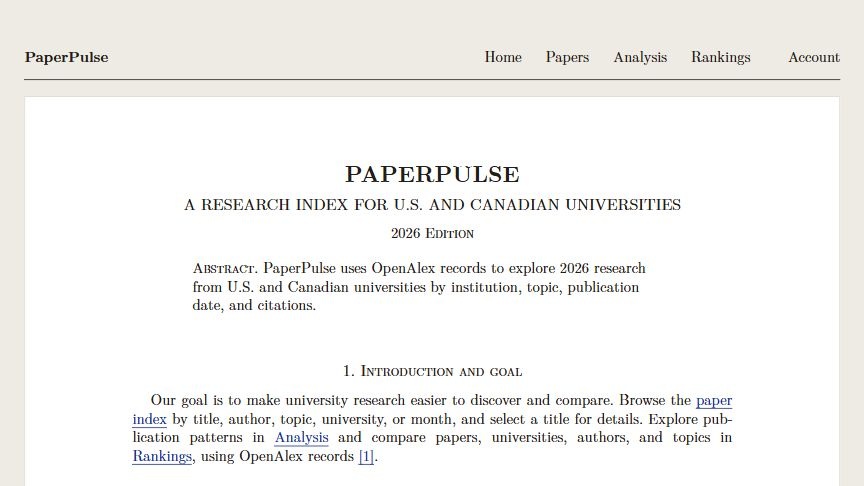 PaperPulse
Home Papers Analysis Rankings Account
PAPERPULSE
A RESEARCH INDEX FOR U.S. AND CANADIAN UNIVERSITIES
2026 Edition
Abstract. PaperPulse uses OpenAlex records to explore 2026 research
from U.S. and Canadian universities by institution, topic, publication
date, and citations.
1. Introduction and goal
Our goal is to make university research easier to discover and compare. Browse the paper
index by title, author, topic, university, or month, and select a title for details. Explore pub-
lication patterns in Analysis and compare papers, universities, authors, and topics in
Rankings, using OpenAlex records [1].